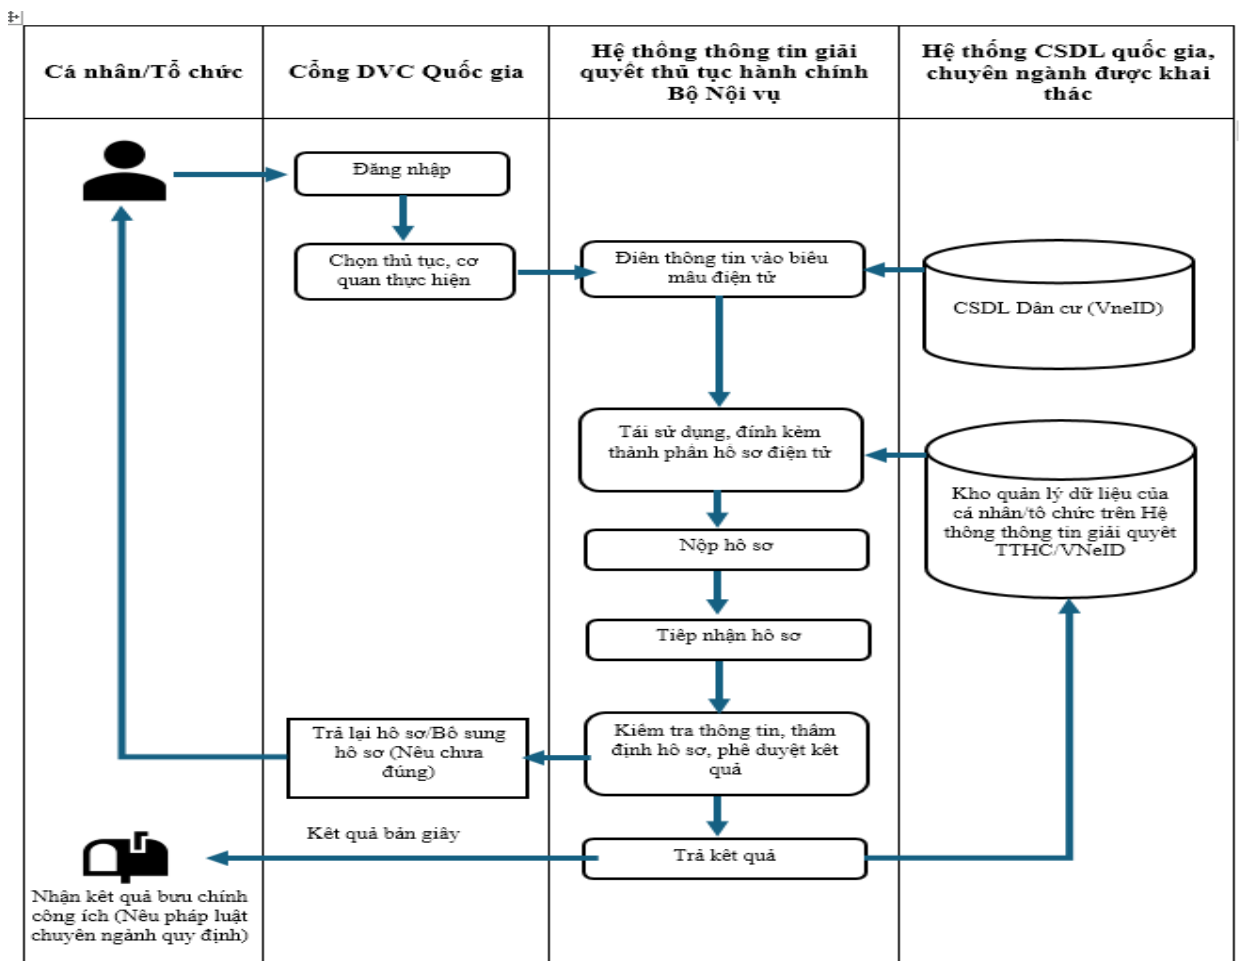 Cá nhân/Tổ chức
Cổng DVC Quốc gia
Hệ thống thông tin giải
quyết thủ tục hành chính
Bộ Nội vụ
Hệ thống CSDL quốc gia,
chuyên ngành được khai
thác
Đăng nhập
Chọn thủ tục, cơ
quan thực hiện
Điền thông tin vào biểu
mẫu điện tử
CSDL Dân cư (VneID)
Tái sử dụng, đính kèm
thành phần hồ sơ điện tử
Kho quản lý dữ liệu của
cá nhân/tổ chức trên Hệ
thống thông tin giải quyết
TTHC/VNeID
Nộp hồ sơ
Tiếp nhận hồ sơ
Kiểm tra thông tin, thẩm
định hồ sơ, phê duyệt kết
quả
Trả lại hồ sơ/Bổ sung
hồ sơ (Nếu chưa
đúng)
Kết quả bản giấy
Trả kết quả
Nhận kết quả bưu chính
công ích (Nếu pháp luật
chuyên ngành quy định)